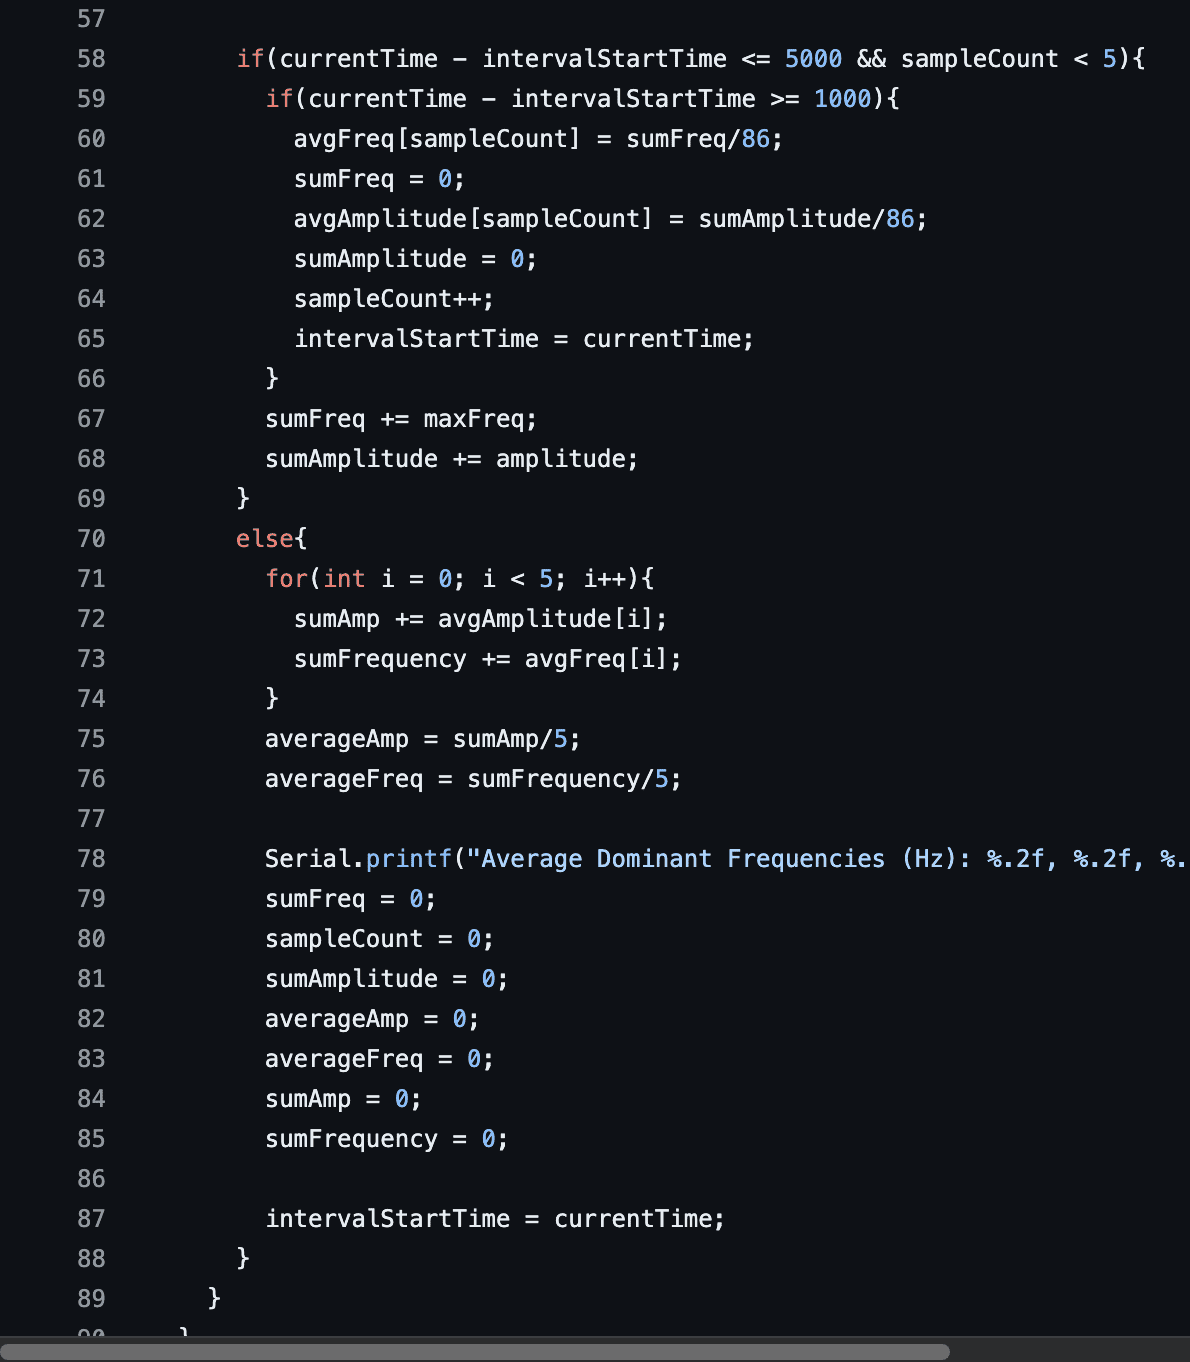 57
58 if(currentTime - intervalStartTime <= 5000 && sampleCount < 5){
59 if(currentTime - intervalStartTime >= 1000){
60 avgFreq[sampleCount] = sumFreq/86;
61 sumFreq = 0;
62 avgAmplitude[sampleCount] = sumAmplitude/86;
63 sumAmplitude = 0;
64 sampleCount++;
65 intervalStartTime = currentTime;
66 }
67 sumFreq += maxFreq;
68 sumAmplitude += amplitude;
69 }
70 else{
71 for(int i = 0; i < 5; i++){
72 sumAmp += avgAmplitude[i];
73 sumFrequency += avgFreq[i];
74 }
75 averageAmp = sumAmp/5;
76 averageFreq = sumFrequency/5;
77
78 Serial.printf("Average Dominant Frequencies (Hz): %.2f, %.2f, %.
79 sumFreq = 0;
80 sampleCount = 0;
81 sumAmplitude = 0;
82 averageAmp = 0;
83 averageFreq = 0;
84 sumAmp = 0;
85 sumFrequency = 0;
86
87 intervalStartTime = currentTime;
88 }
89 }